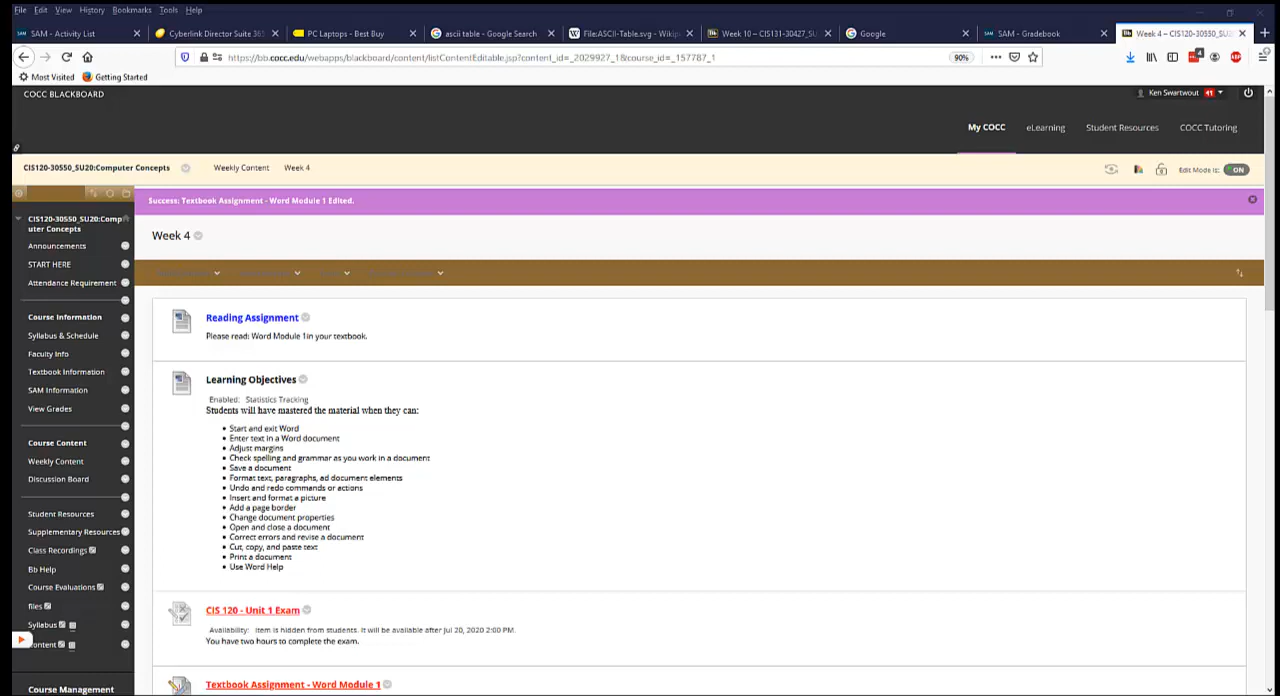 File Edit View History Bookmarks Tools Help
SAM - Activity List
Cyberlink Director Suite 365
PC Laptops - Best Buy
ascii table - Google Search
File:ASCII-Table.svg - Wikip
Week 10 – CIS131-30427_SU
Google
SAM - Gradebook
Week 4 – CIS120-30550_SU20
https://bb.cocc.edu/webapps/blackboard/content/listContentEditable.jsp?content_id=_2029927_1&course_id=_157787_1
90%
Most Visited Getting Started
COCC BLACKBOARD
Ken Swartwout 41
My COCC eLearning Student Resources COCC Tutoring
CIS120-30550_SU20:Computer Concepts Weekly Content Week 4
Edit Mode is: ON
Success: Textbook Assignment - Word Module 1 Edited.
Week 4
CIS120-30550_SU20:Comp
uter Concepts
Announcements
START HERE
Attendance Requirement
Course Information
Syllabus & Schedule
Faculty Info
Textbook Information
SAM Information
View Grades
Course Content
Weekly Content
Discussion Board
Student Resources
Supplementary Resources
Class Recordings
Bb Help
Course Evaluations
files
Syllabus
ontent
Course Management
Reading Assignment
Please read: Word Module 1in your textbook.
Learning Objectives
Enabled: Statistics Tracking
Students will have mastered the material when they can:
• Start and exit Word
• Enter text in a Word document
• Adjust margins
• Check spelling and grammar as you work in a document
• Save a document
• Format text, paragraphs, ad document elements
• Undo and redo commands or actions
• Insert and format a picture
• Add a page border
• Change document properties
• Open and close a document
• Correct errors and revise a document
• Cut, copy, and paste text
• Print a document
• Use Word Help
CIS 120 - Unit 1 Exam
Availability: Item is hidden from students. It will be available after Jul 20, 2020 2:00 PM.
You have two hours to complete the exam.
Textbook Assignment - Word Module 1